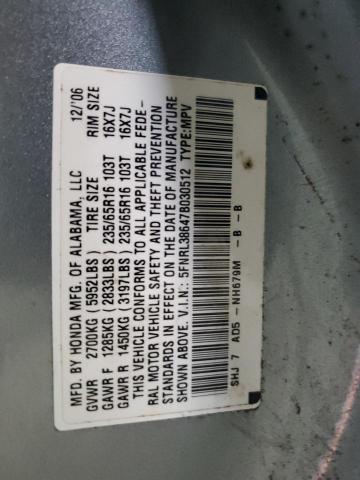 MFD. BY HONDA MFG. OF ALABAMA, LLC 12/'06
GVWR 2700KG (5952LBS) TIRE SIZE RIM SIZE
GAWR F 1285KG (2833LBS) 235/65R16 103T 16X7J
GAWR R 1450KG (3197LBS) 235/65R16 103T 16X7J
THIS VEHICLE CONFORMS TO ALL APPLICABLE FEDE-
RAL MOTOR VEHICLE SAFETY AND THEFT PREVENTION
STANDARDS IN EFFECT ON THE DATE OF MANUFACTURE
SHOWN ABOVE. V.I.N.: 5FNRL38647B030512 TYPE:MPV
SHJ 7 AD5 -NH679M -B -B